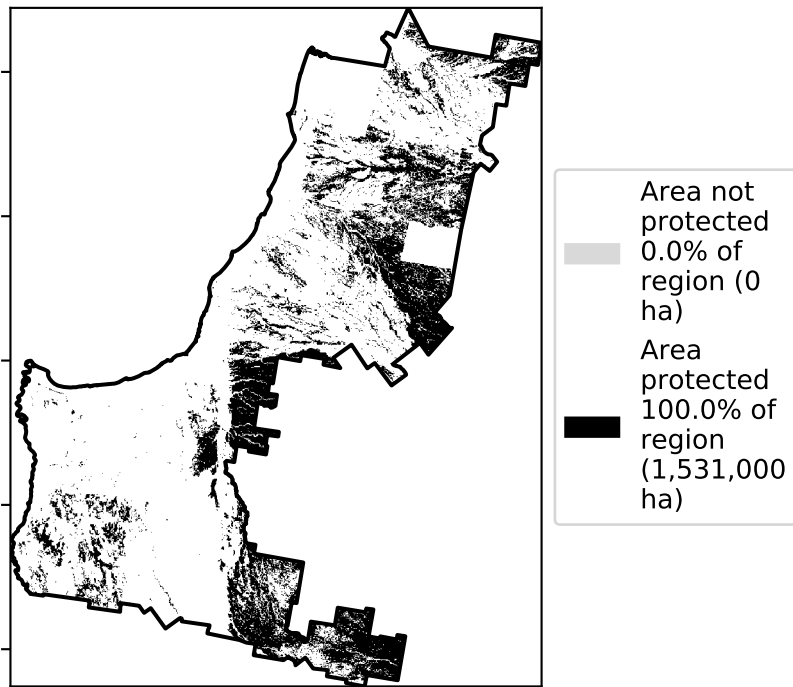 Area not
protected
0.0% of
region (0
ha)
Area
protected
100.0% of
region
(1,531,000
ha)